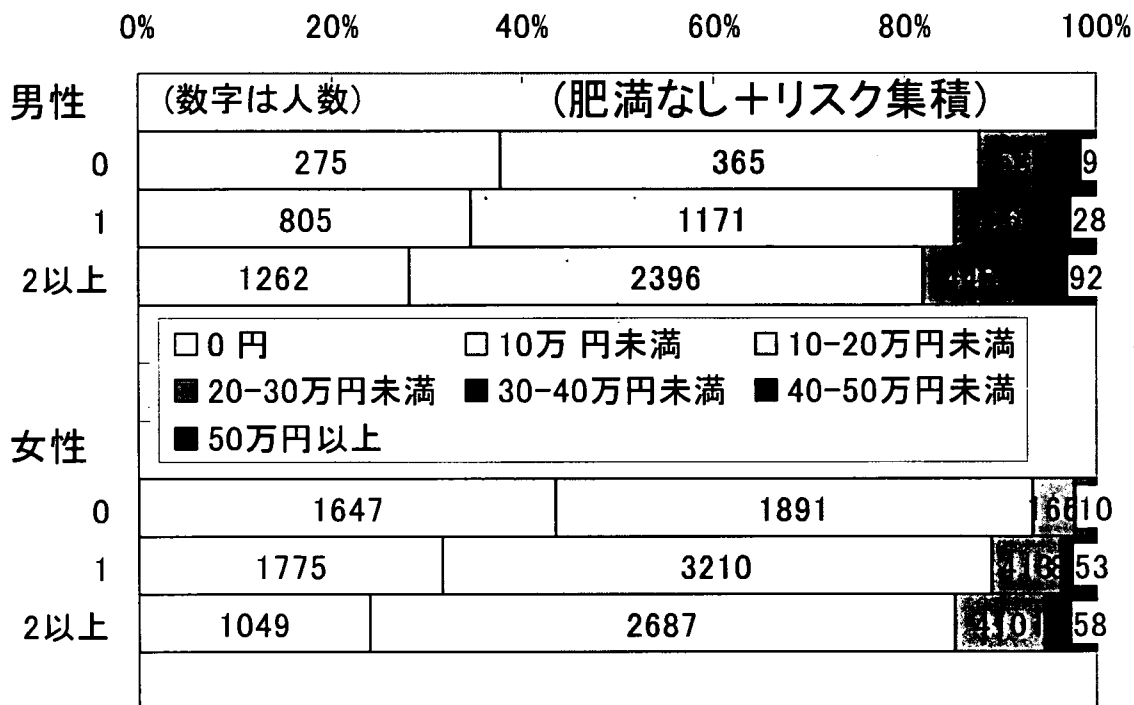 0% 20% 40% 60% 80% 100%
男性 (数字は人数) (肥満なし+リスク集積)
0 275 365 9
1 805 1171 28
2以上 1262 2396 92
0 円 10万 円未満 10-20万円未満
20-30万円未満 30-40万円未満 40-50万円未満
50万円以上
女性
0 1647 1891 10
1 1775 3210 53
2以上 1049 2687 58